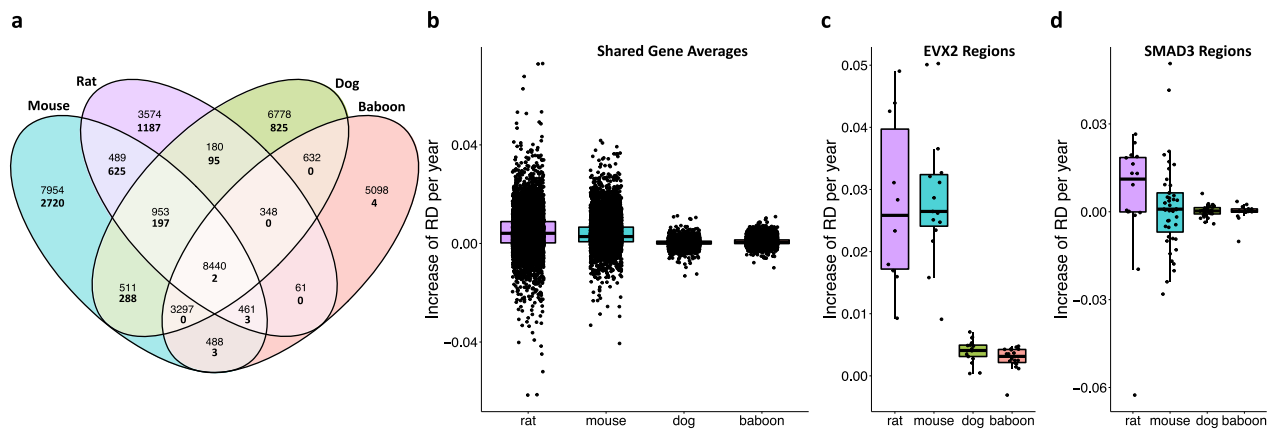 a
Mouse
Rat
Dog
Baboon
3574
1187
6778
825
489
625
180
95
632
0
7954
2720
5098
4
953
197
348
0
8440
2
511
288
61
0
3297
0
461
3
488
3
b
Shared Gene Averages
Increase of RD per year
0.04
0.00
−0.04
rat mouse dog baboon
c
EVX2 Regions
Increase of RD per year
0.05
0.04
0.03
0.02
0.01
0.00
rat mouse dog baboon
d
SMAD3 Regions
Increase of RD per year
0.03
0.00
−0.03
−0.06
rat mouse dog baboon